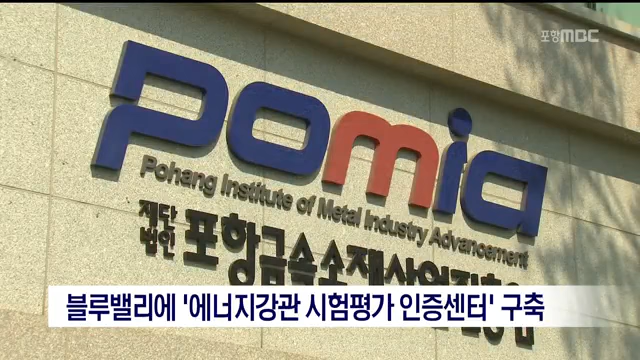 포항MBC
pomia
Pohang Institute of Metal Industry Advancement
재단
법인
포항금속소재산업진흥원
블루밸리에 '에너지강관 시험평가 인증센터' 구축